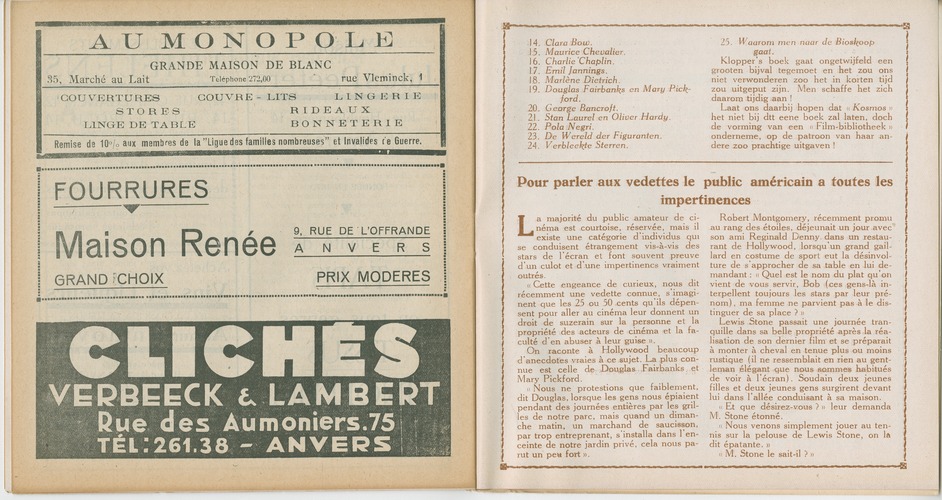 AU MONOPOLE
GRANDE MAISON DE BLANC
35, Marché au Lait Téléphone 272,00 rue Vleminck, 1
COUVERTURES COUVRE-LITS LINGERIE
STORES RIDEAUX
LINGE DE TABLE BONNETERIE
Remise de 10% aux membres de la "Ligue des familles nombreuses" et Invalides de Guerre.
FOURRURES
Maison Renée
9, RUE DE L'OFFRANDE
ANVERS
GRAND CHOIX PRIX MODERES
CLICHÉS
VERBEECK & LAMBERT
Rue des Aumoniers.75
TÉL: 261.38 - ANVERS
14. Clara Bow.
15. Maurice Chevalier.
16. Charlie Chaplin.
17. Emil Jannings.
18. Marlène Dietrich.
19. Douglas Fairbanks en Mary Pick-
ford.
20. George Bancroft.
21. Stan Laurel en Oliver Hardy.
22. Pola Negri.
23. De Wereld der Figuranten.
24. Verbleekte Sterren.
25. Waarom men naar de Bioskoop
gaat.
Klopper's boek gaat ongetwijfeld een
grooten bijval tegemoet en het zou ons
niet verwonderen zoo het in korten tijd
zou uitgeput zijn. Men schaffe het zich
daarom tijdig aan !
Laat ons daarbij hopen dat « Kosmos »
het niet bij dit eene boek zal laten, doch
de vorming van een « Film-bibliotheek »
onderneme, op de patroon van haar an-
dere zoo prachtige uitgaven !
Pour parler aux vedettes le public américain a toutes les
impertinences
La majorité du public amateur de ci-
néma est courtoise, réservée, mais il
existe une catégorie d'individus qui
se conduisent étrangement vis-à-vis des
stars de l'écran et font souvent preuve
d'un culot et d'une impertinence vraiment
outrés.
« Cette engeance de curieux, nous dit
récemment une vedette connue, s'imagi-
nent que les 25 ou 50 cents qu'ils dépen-
sent pour aller au cinéma leur donnent un
droit de suzerain sur la personne et la
propriété des acteurs de cinéma et la fa-
culté d'en abuser à leur guise ».
On raconte à Hollywood beaucoup
d'anecdotes vraies à ce sujet. La plus con-
nue est celle de Douglas Fairbanks et
Mary Pickford.
« Nous ne protestions que faiblement,
dit Douglas, lorsque les gens nous épiaient
pendant des journées entières par les gril-
les de notre parc, mais quand un diman-
che matin, un marchand de saucisson,
par trop entreprenant, s'installa dans l'en-
ceinte de notre jardin privé, cela nous pa-
rut un peu fort ».
Robert Montgomery, récemment promu
au rang des étoiles, déjeunait un jour avec
son ami Reginald Denny dans un restau-
rant de Hollywood, lorsqu'un grand gail-
lard en costume de sport eut la désinvol-
ture de s'approcher de sa table en lui de-
mandant : « Quel est le nom du plat qu'on
vient de vous servir, Bob (ces gens-là in-
terpellent toujours les stars par leur pré-
nom), ma femme ne parvient pas à le dis-
tinguer de sa place ? »
Lewis Stone passait une journée tran-
quille dans sa belle propriété après la réa-
lisation de son dernier film et se préparait
à monter à cheval en tenue plus ou moins
rustique (il ne ressemblait en rien au gent-
leman élégant que nous sommes habitués
de voir à l'écran). Soudain deux jeunes
filles et deux jeunes gens surgirent devant
lui dans l'allée conduisant à sa maison.
« Et que désirez-vous ? » leur demanda
M. Stone étonné.
« Nous venons simplement jouer au ten-
nis sur la pelouse de Lewis Stone, on la
dit épatante. »
« M. Stone le sait-il ? »